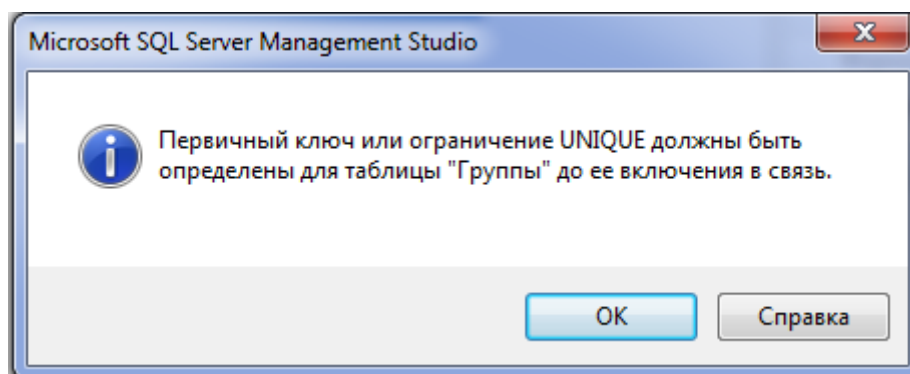 Microsoft SQL Server Management Studio
Первичный ключ или ограничение UNIQUE должны быть
определены для таблицы "Группы" до ее включения в связь.
OK
Справка